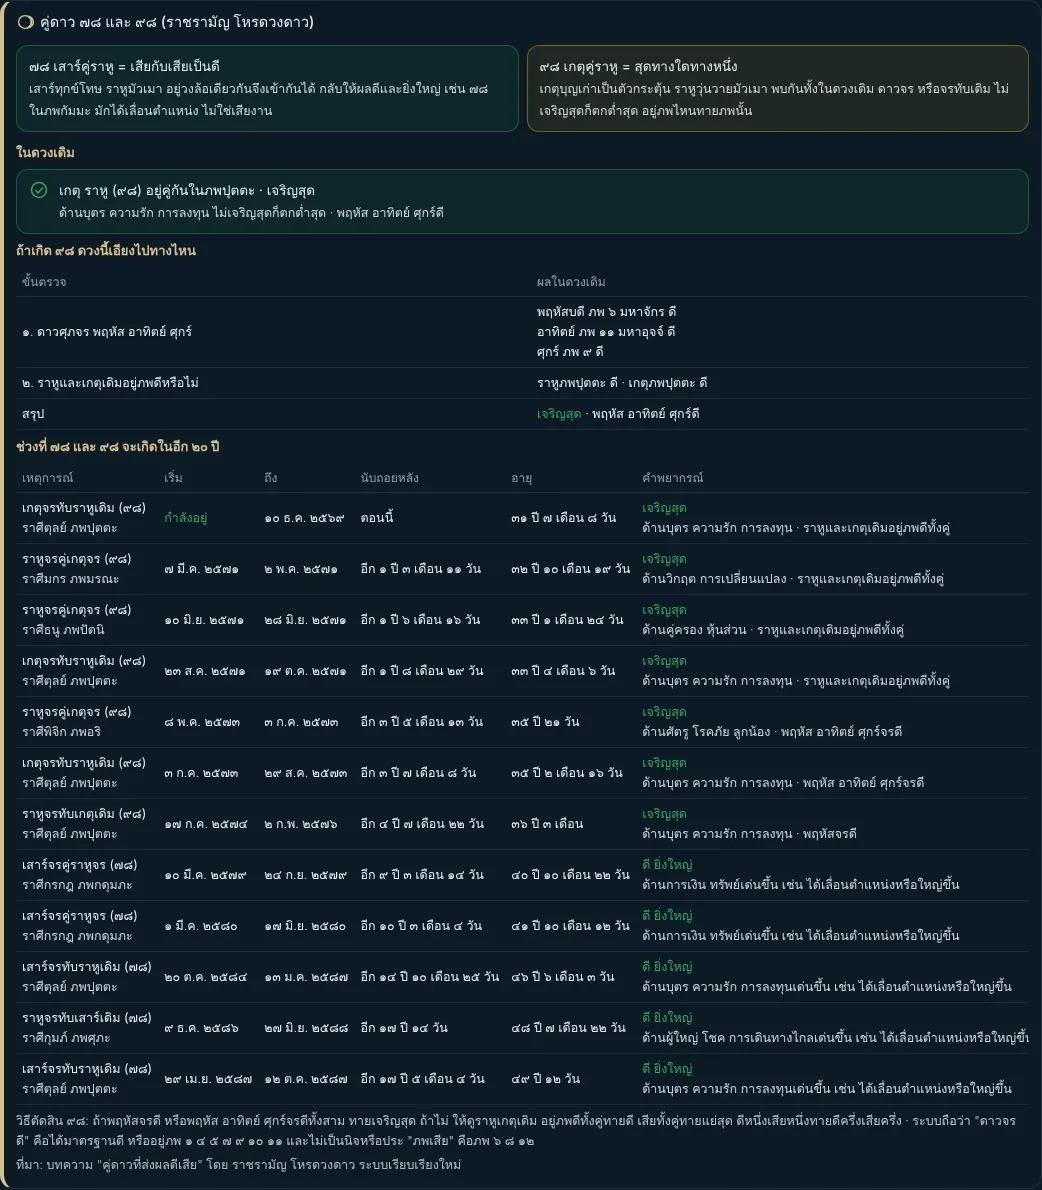 คู่ดาว ๗๘ และ ๙๘ (ราชรามัญ โหรดวงดาว)
๗๘ เสาร์คู่ราหู = เสียกับเสียเป็นดี
เสาร์ทุกข์โทษ ราหูมัวเมา อยู่วงล้อเดียวกันจึงเข้ากันได้ กลับให้ผลดีและยิ่งใหญ่ เช่น ๗๘
ในภพกัมมะ มักได้เลื่อนตำแหน่ง ไม่ใช่เสียงาน
๙๘ เกตุคู่ราหู = สุดทางใดทางหนึ่ง
เกตุบุญเก่าเป็นตัวกระตุ้น ราหูวุ่นวายมัวเมา พบกันทั้งในดวงเดิม ดาวจร หรือจรทับเดิม ไม่
เจริญสุดก็ตกต่ำสุด อยู่ภพไหนทายภพนั้น
ในดวงเดิม
เกตุ ราหู (๙๘) อยู่คู่กันในภพปุตตะ · เจริญสุด
ด้านบุตร ความรัก การลงทุน ไม่เจริญสุดก็ตกต่ำสุด · พฤหัส อาทิตย์ ศุกร์ดี
ถ้าเกิด ๙๘ ดวงนี้เอียงไปทางไหน
ขั้นตรวจ ผลในดวงเดิม
๑. ดาวศุภจร พฤหัส อาทิตย์ ศุกร์
พฤหัสบดี ภพ ๖ มหาจักร ดี
อาทิตย์ ภพ ๑๑ มหาอุจจ์ ดี
ศุกร์ ภพ ๙ ดี
๒. ราหูและเกตุเดิมอยู่ภพดีหรือไม่ ราหูภพปุตตะ ดี · เกตุภพปุตตะ ดี
สรุป เจริญสุด · พฤหัส อาทิตย์ ศุกร์ดี
ช่วงที่ ๗๘ และ ๙๘ จะเกิดในอีก ๒๐ ปี
เหตุการณ์ เริ่ม ถึง นับถอยหลัง อายุ คำพยากรณ์
เกตุจรทับราหูเดิม (๙๘)
ราศีตุลย์ ภพปุตตะ
กำลังอยู่ ๑๐ ธ.ค. ๒๕๖๙ ตอนนี้ ๓๑ ปี ๗ เดือน ๘ วัน
เจริญสุด
ด้านบุตร ความรัก การลงทุน · ราหูและเกตุเดิมอยู่ภพดีทั้งคู่
ราหูจรคู่เกตุจร (๙๘)
ราศีมกร ภพมรณะ
๗ มี.ค. ๒๕๗๑ ๒ พ.ค. ๒๕๗๑ อีก ๑ ปี ๓ เดือน ๑๑ วัน ๓๒ ปี ๑๐ เดือน ๑๙ วัน
เจริญสุด
ด้านวิกฤต การเปลี่ยนแปลง · ราหูและเกตุเดิมอยู่ภพดีทั้งคู่
ราหูจรคู่เกตุจร (๙๘)
ราศีธนู ภพปัตนิ
๑๐ มิ.ย. ๒๕๗๑ ๒๘ มิ.ย. ๒๕๗๑ อีก ๑ ปี ๖ เดือน ๑๖ วัน ๓๓ ปี ๑ เดือน ๒๔ วัน
เจริญสุด
ด้านคู่ครอง หุ้นส่วน · ราหูและเกตุเดิมอยู่ภพดีทั้งคู่
เกตุจรทับราหูเดิม (๙๘)
ราศีตุลย์ ภพปุตตะ
๒๓ ส.ค. ๒๕๗๑ ๑๙ ต.ค. ๒๕๗๑ อีก ๑ ปี ๘ เดือน ๒๙ วัน ๓๓ ปี ๔ เดือน ๖ วัน
เจริญสุด
ด้านบุตร ความรัก การลงทุน · ราหูและเกตุเดิมอยู่ภพดีทั้งคู่
ราหูจรคู่เกตุจร (๙๘)
ราศีพิจิก ภพอริ
๘ พ.ค. ๒๕๗๓ ๓ ก.ค. ๒๕๗๓ อีก ๓ ปี ๕ เดือน ๑๓ วัน ๓๕ ปี ๒๑ วัน
เจริญสุด
ด้านศัตรู โรคภัย ลูกน้อง · พฤหัส อาทิตย์ ศุกร์จรดี
เกตุจรทับราหูเดิม (๙๘)
ราศีตุลย์ ภพปุตตะ
๓ ก.ค. ๒๕๗๓ ๒๙ ส.ค. ๒๕๗๓ อีก ๓ ปี ๗ เดือน ๘ วัน ๓๕ ปี ๒ เดือน ๑๖ วัน
เจริญสุด
ด้านบุตร ความรัก การลงทุน · พฤหัส อาทิตย์ ศุกร์จรดี
ราหูจรทับเกตุเดิม (๙๘)
ราศีตุลย์ ภพปุตตะ
๑๗ ก.ค. ๒๕๗๔ ๒ ก.พ. ๒๕๗๖ อีก ๔ ปี ๗ เดือน ๒๒ วัน ๓๖ ปี ๓ เดือน
เจริญสุด
ด้านบุตร ความรัก การลงทุน · พฤหัสจรดี
เสาร์จรคู่ราหูจร (๗๘)
ราศีกรกฎ ภพกดุมภะ
๑๐ มี.ค. ๒๕๗๙ ๒๔ ก.ย. ๒๕๗๙ อีก ๙ ปี ๓ เดือน ๑๔ วัน ๔๐ ปี ๑๐ เดือน ๒๒ วัน
ดี ยิ่งใหญ่
ด้านการเงิน ทรัพย์เด่นขึ้น เช่น ได้เลื่อนตำแหน่งหรือใหญ่ขึ้น
เสาร์จรคู่ราหูจร (๗๘)
ราศีกรกฎ ภพกดุมภะ
๑ มี.ค. ๒๕๘๐ ๑๗ มิ.ย. ๒๕๘๐ อีก ๑๐ ปี ๓ เดือน ๔ วัน ๔๑ ปี ๑๐ เดือน ๑๒ วัน
ดี ยิ่งใหญ่
ด้านการเงิน ทรัพย์เด่นขึ้น เช่น ได้เลื่อนตำแหน่งหรือใหญ่ขึ้น
เสาร์จรทับราหูเดิม (๗๘)
ราศีตุลย์ ภพปุตตะ
๒๐ ต.ค. ๒๕๘๔ ๑๓ ม.ค. ๒๕๘๗ อีก ๑๔ ปี ๑๐ เดือน ๒๕ วัน ๔๖ ปี ๖ เดือน ๓ วัน
ดี ยิ่งใหญ่
ด้านบุตร ความรัก การลงทุนเด่นขึ้น เช่น ได้เลื่อนตำแหน่งหรือใหญ่ขึ้น
ราหูจรทับเสาร์เดิม (๗๘)
ราศีกุมภ์ ภพศุภะ
๙ ธ.ค. ๒๕๘๖ ๒๗ มิ.ย. ๒๕๘๘ อีก ๑๗ ปี ๑๔ วัน ๔๘ ปี ๗ เดือน ๒๒ วัน
ดี ยิ่งใหญ่
ด้านผู้ใหญ่ โชค การเดินทางไกลเด่นขึ้น เช่น ได้เลื่อนตำแหน่งหรือใหญ่ขึ้น
เสาร์จรทับราหูเดิม (๗๘)
ราศีตุลย์ ภพปุตตะ
๒๙ เม.ย. ๒๕๘๗ ๑๒ ต.ค. ๒๕๘๗ อีก ๑๗ ปี ๕ เดือน ๔ วัน ๔๙ ปี ๑๒ วัน
ดี ยิ่งใหญ่
ด้านบุตร ความรัก การลงทุนเด่นขึ้น เช่น ได้เลื่อนตำแหน่งหรือใหญ่ขึ้น
วิธีตัดสิน ๙๘: ถ้าพฤหัสจรดี หรือพฤหัส อาทิตย์ ศุกร์จรดีทั้งสาม ทายเจริญสุด ถ้าไม่ ให้ดูราหูเกตุเดิม อยู่ภพดีทั้งคู่ทายดี เสียทั้งคู่ทายแย่สุด ดีหนึ่งเสียหนึ่งทายดีครึ่งเสียครึ่ง · ระบบถือว่า "ดาวจร
ดี" คือได้มาตรฐานดี หรืออยู่ภพ ๑ ๔ ๕ ๗ ๙ ๑๐ ๑๑ และไม่เป็นนิจหรือประ "ภพเสีย" คือภพ ๖ ๘ ๑๒
ที่มา: บทความ "คู่ดาวที่ส่งผลดีเสีย" โดย ราชรามัญ โหรดวงดาว ระบบเรียบเรียงใหม่